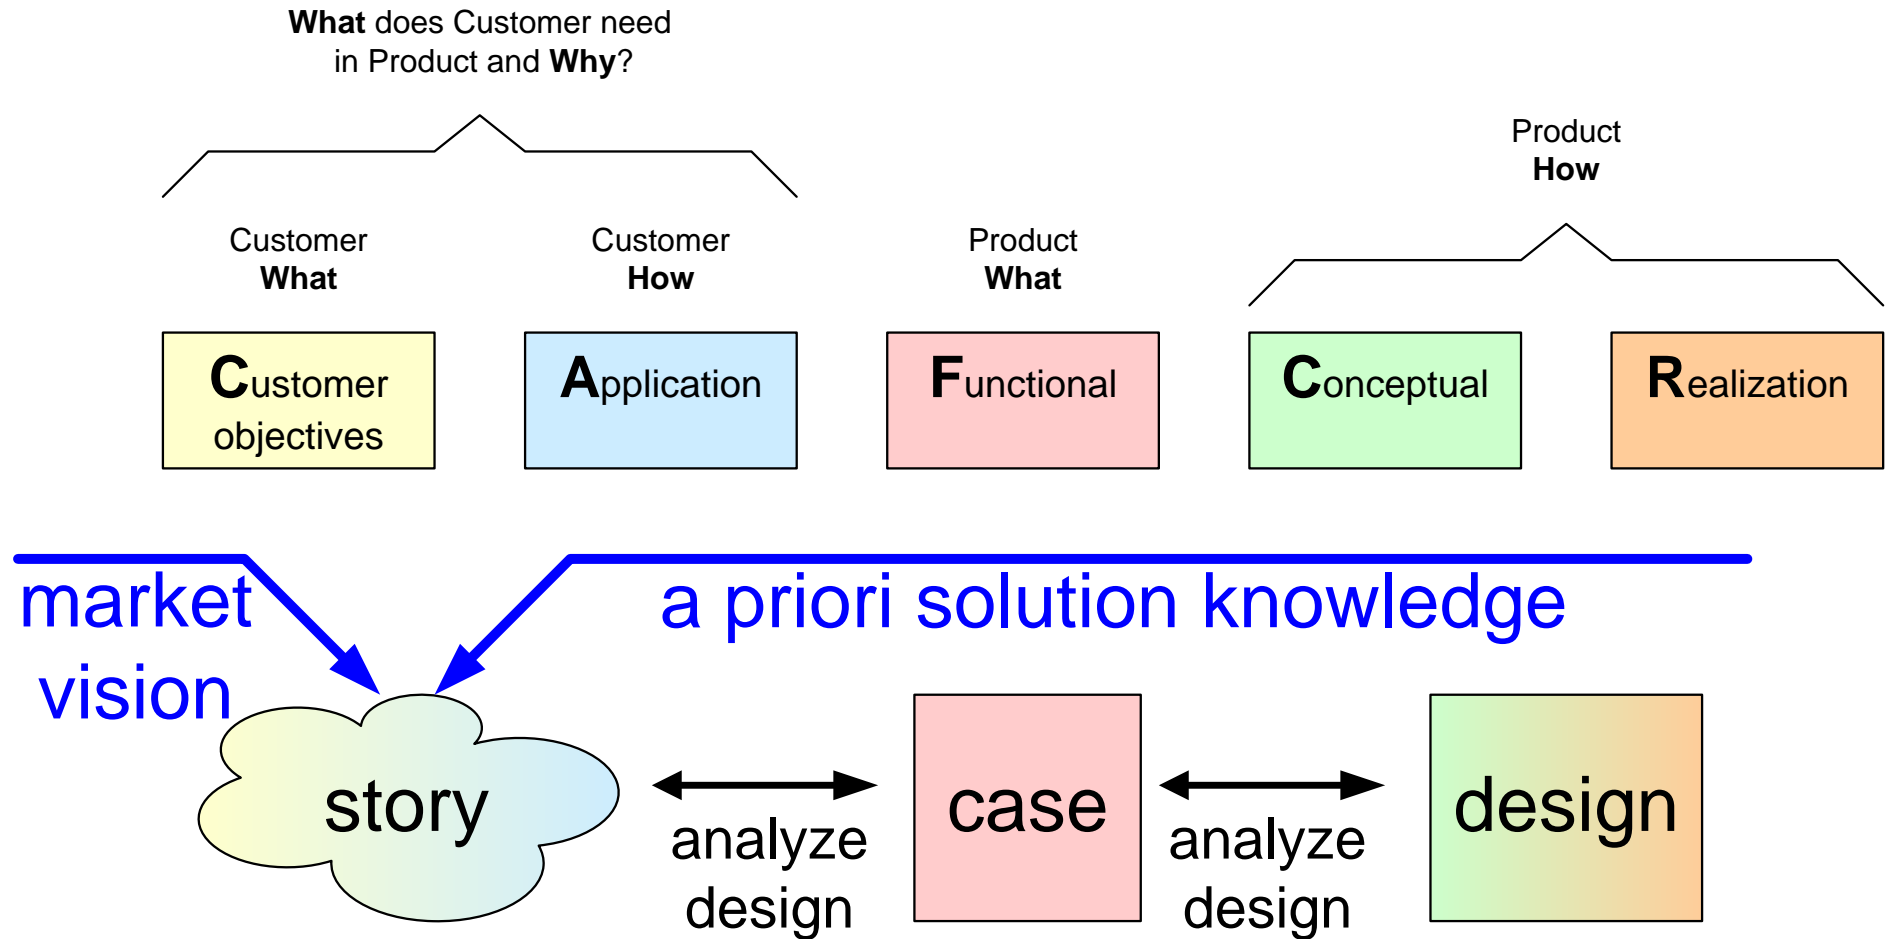 What does Customer need
in Product and Why?
Product
How
Customer
What
Customer
How
Product
What
Customer
objectives
Application
Functional
Conceptual
Realization
market
vision
a priori solution knowledge
story
analyze
design
case
analyze
design
design